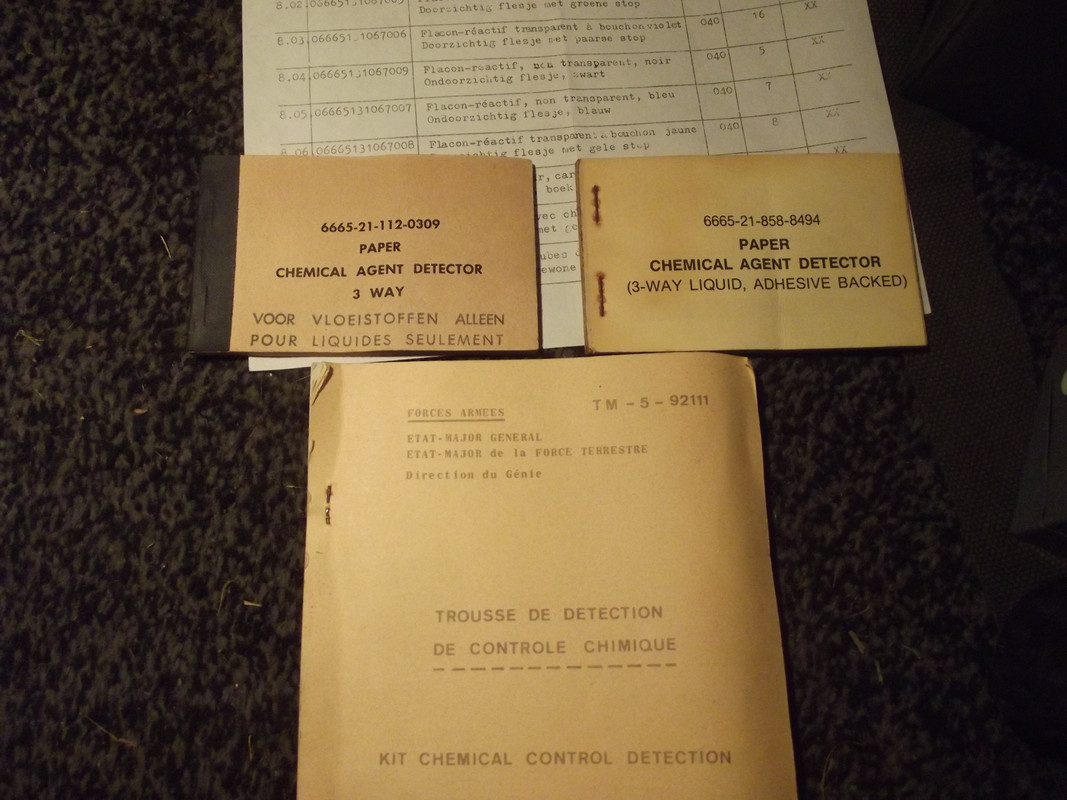 8.02
Doorzichtig flesje met groene stop
8.03 066651‚1067006 Flacon-réactif transparent à bouchon violet 040 16 XX
Doorzichtig flesje met paarse stop
8.04 06665131067009 Flacon-réactif, non transparent, noir 040 5 XX
Ondoorzichtig flesje, zwart
8.05 06665131067007 Flacon-réactif, non transparent, bleu 040 7 XX
Ondoorzichtig flesje, blauw
8.06 06665131067008 Flacon-réactif transparent à bouchon jaune 040 8 XX
flesje met gele stop
XX
boek
6665-21-112-0309
PAPER
CHEMICAL AGENT DETECTOR
3 WAY
VOOR VLOEISTOFFEN ALLEEN
POUR LIQUIDES SEULEMENT
6665-21-858-8494
PAPER
CHEMICAL AGENT DETECTOR
(3-WAY LIQUID, ADHESIVE BACKED)
FORCES ARMEES
TM - 5 - 92111
ETAT-MAJOR GENERAL
ETAT-MAJOR de la FORCE TERRESTRE
Direction du Génie
TROUSSE DE DETECTION
DE CONTROLE CHIMIQUE
KIT CHEMICAL CONTROL DETECTION